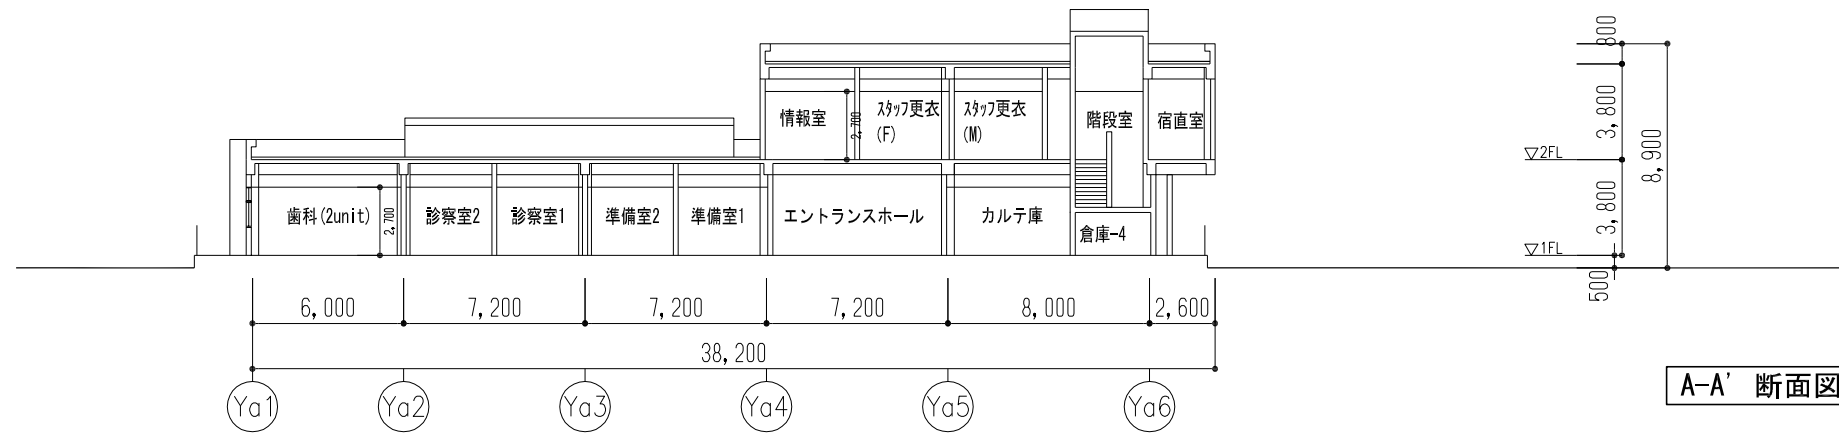 800
3,800
8,900
3,800
500
情報室
2,700
ｽﾀｯﾌ更衣
(F)
ｽﾀｯﾌ更衣
(M)
階段室
宿直室
▽2FL
歯科(2unit)
2,700
診察室2
診察室1
準備室2
準備室1
エントランスホール
カルテ庫
倉庫-4
▽1FL
6,000
7,200
7,200
7,200
8,000
2,600
38,200
Ya1
Ya2
Ya3
Ya4
Ya5
Ya6
A-A' 断面図